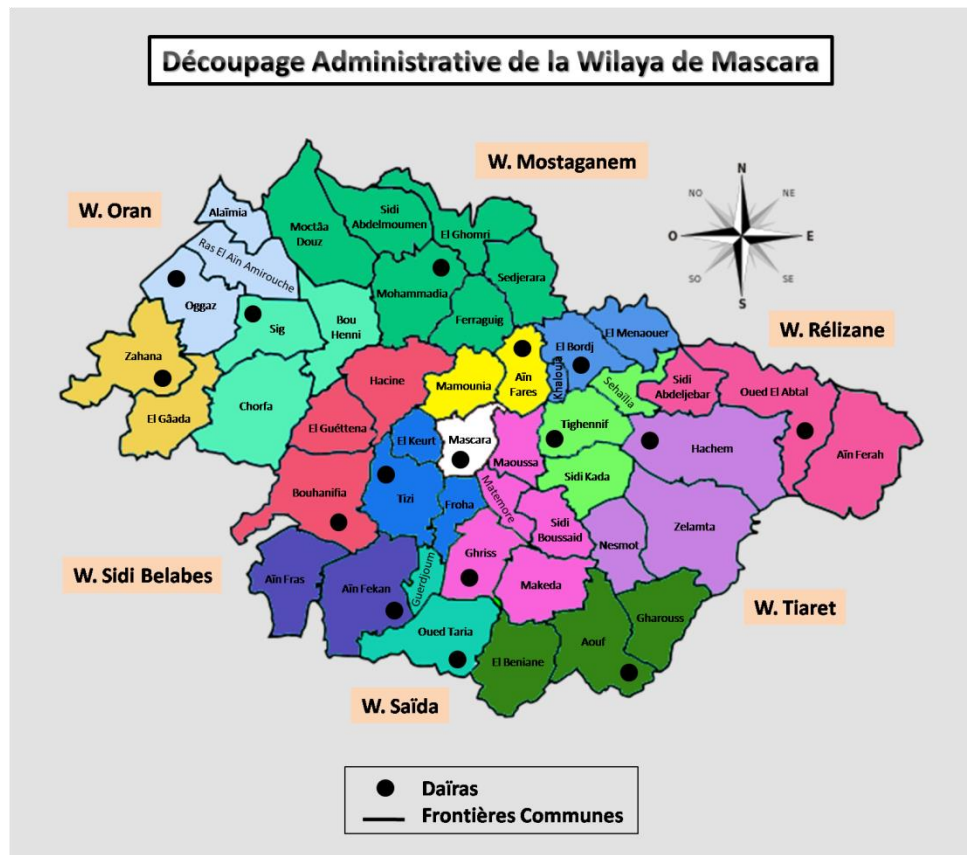 Découpage Administrative de la Wilaya de Mascara
W. Mostaganem
W. Oran
N
NO
NE
O
E
SO
SE
S
Alaïmia
Moctâa
Douz
Sidi
Abdelmoumen
El Ghomri
Ras El Aïn Amirouche
Sedjerara
Mohammadia
Oggaz
Sig
Bou
Henni
Ferraguig
W. Rélizane
El Menaouer
El Bordj
Khalouia
Zahana
Hacine
Mamounia
Aïn
Fares
Sehaïlia
Sidi
Abdeljebar
Oued El Abtal
El Gâada
Chorfa
El Guéttena
El Keurt
Mascara
Maoussa
Tighennif
Hachem
Aïn Ferah
Sidi Kada
Bouhanifia
Tizi
Froha
Matemore
Sidi
Boussaid
Nesmot
Zelamta
W. Sidi Belabes
Aïn Fras
Aïn Fekan
Guerdjoum
Ghriss
Makeda
W. Tiaret
Gharouss
Oued Taria
Aouf
El Beniane
W. Saïda
Daïras
Frontières Communes